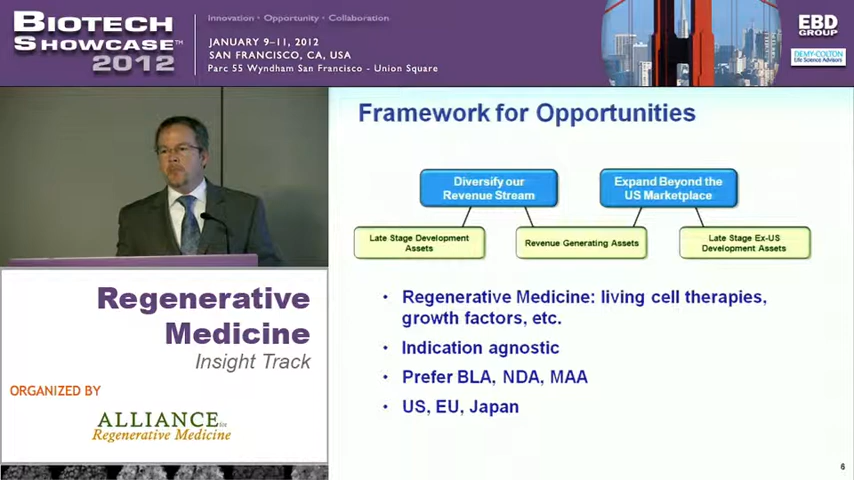 BIOTECH
SHOWCASE™
2012
Innovation · Opportunity · Collaboration
JANUARY 9–11, 2012
SAN FRANCISCO, CA, USA
Parc 55 Wyndham San Francisco - Union Square
EBD
GROUP
DEMY-COLTON
Life Science Advisors
Regenerative
Medicine
Insight Track
ORGANIZED BY
ALLIANCE for
Regenerative Medicine
Framework for Opportunities
Diversify our
Revenue Stream
Expand Beyond the
US Marketplace
Late Stage Development
Assets
Revenue Generating Assets
Late Stage Ex-US
Development Assets
• Regenerative Medicine: living cell therapies,
growth factors, etc.
• Indication agnostic
• Prefer BLA, NDA, MAA
• US, EU, Japan
6